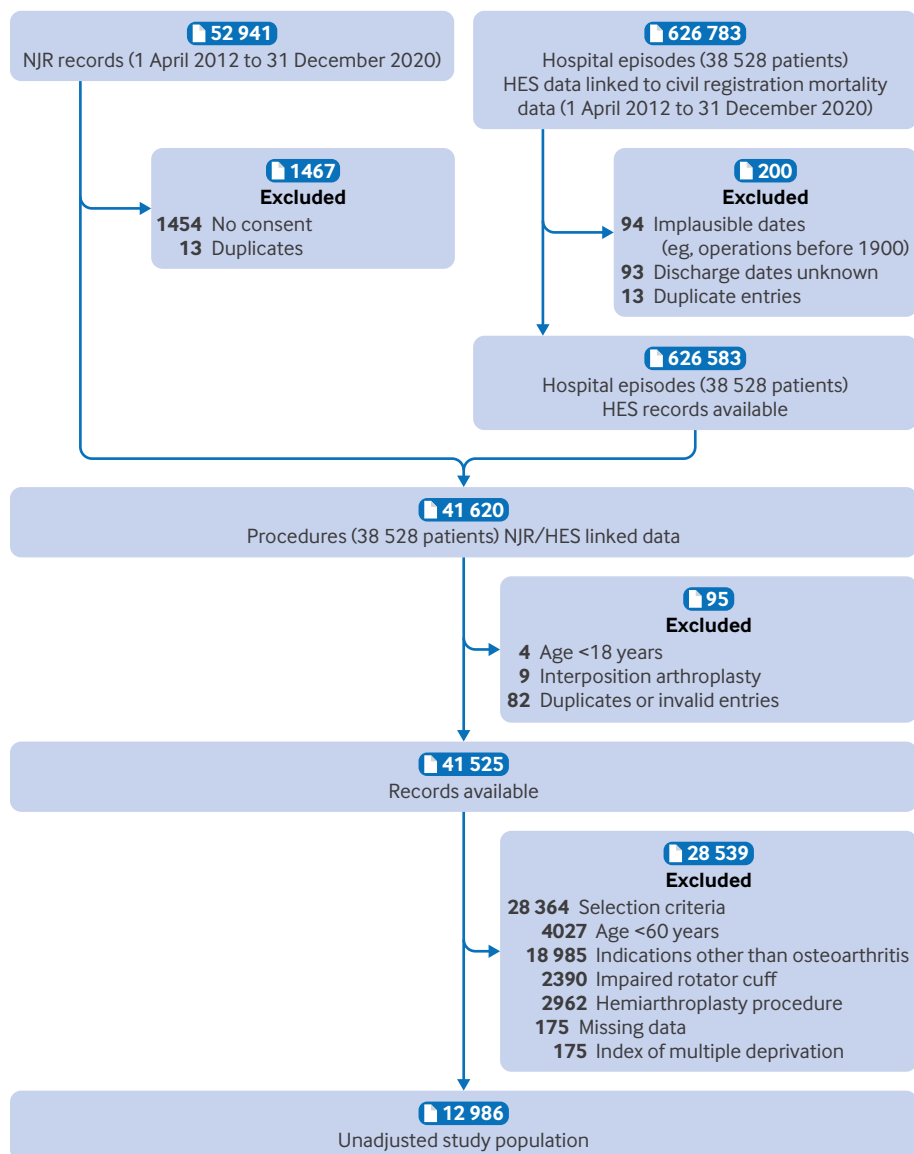 52 941
NJR records (1 April 2012 to 31 December 2020)
626 783
Hospital episodes (38 528 patients)
HES data linked to civil registration mortality
data (1 April 2012 to 31 December 2020)
1467
Excluded
1454 No consent
13 Duplicates
200
Excluded
94 Implausible dates
(eg, operations before 1900)
93 Discharge dates unknown
13 Duplicate entries
626 583
Hospital episodes (38 528 patients)
HES records available
41 620
Procedures (38 528 patients) NJR/HES linked data
95
Excluded
4 Age <18 years
9 Interposition arthroplasty
82 Duplicates or invalid entries
41 525
Records available
28 539
Excluded
28 364 Selection criteria
4027 Age <60 years
18 985 Indications other than osteoarthritis
2390 Impaired rotator cuff
2962 Hemiarthroplasty procedure
175 Missing data
175 Index of multiple deprivation
12 986
Unadjusted study population